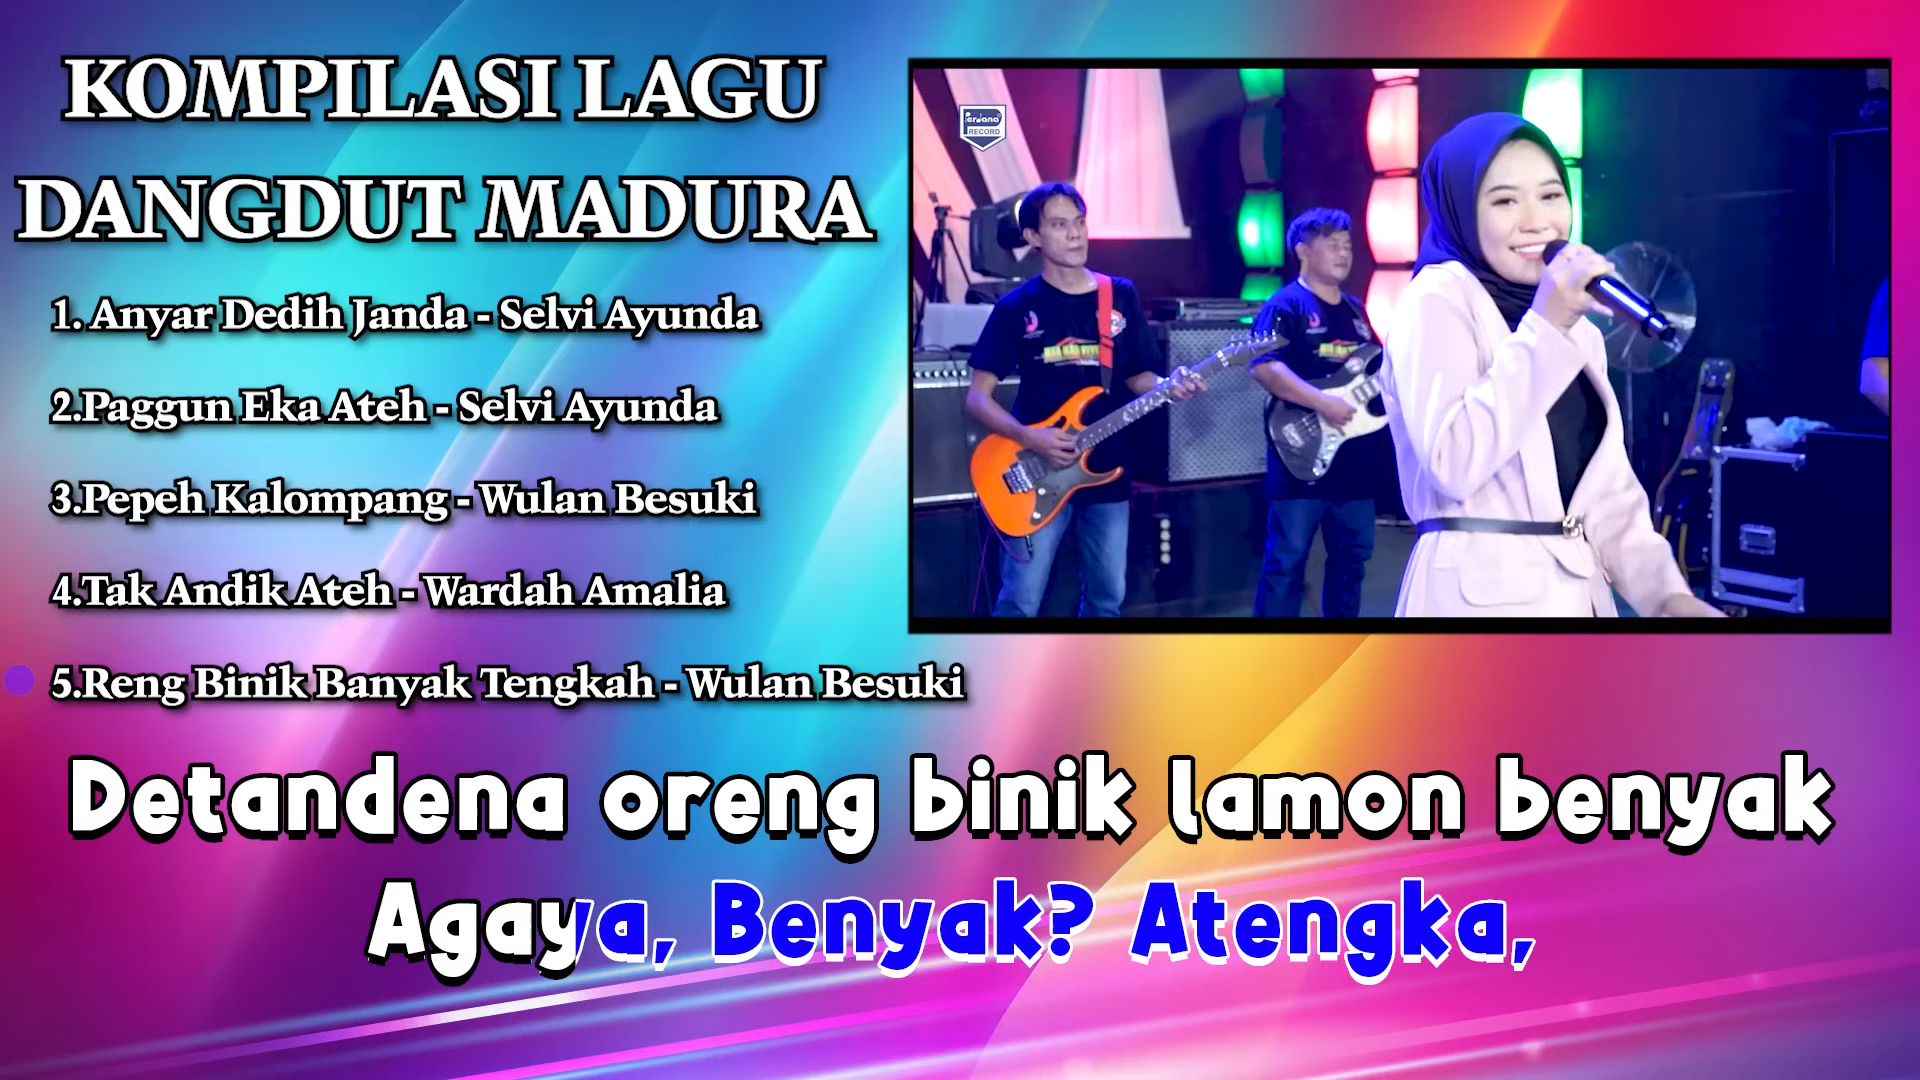 KOMPILASI LAGU
DANGDUT MADURA
1. Anyar Dedih Janda - Selvi Ayunda
2.Paggun Eka Ateh - Selvi Ayunda
3.Pepeh Kalompang - Wulan Besuki
4.Tak Andik Ateh - Wardah Amalia
5.Reng Binik Banyak Tengkah - Wulan Besuki
Perdana
RECORD
Detandena oreng binik lamon benyak
Agaya, Benyak? Atengka,